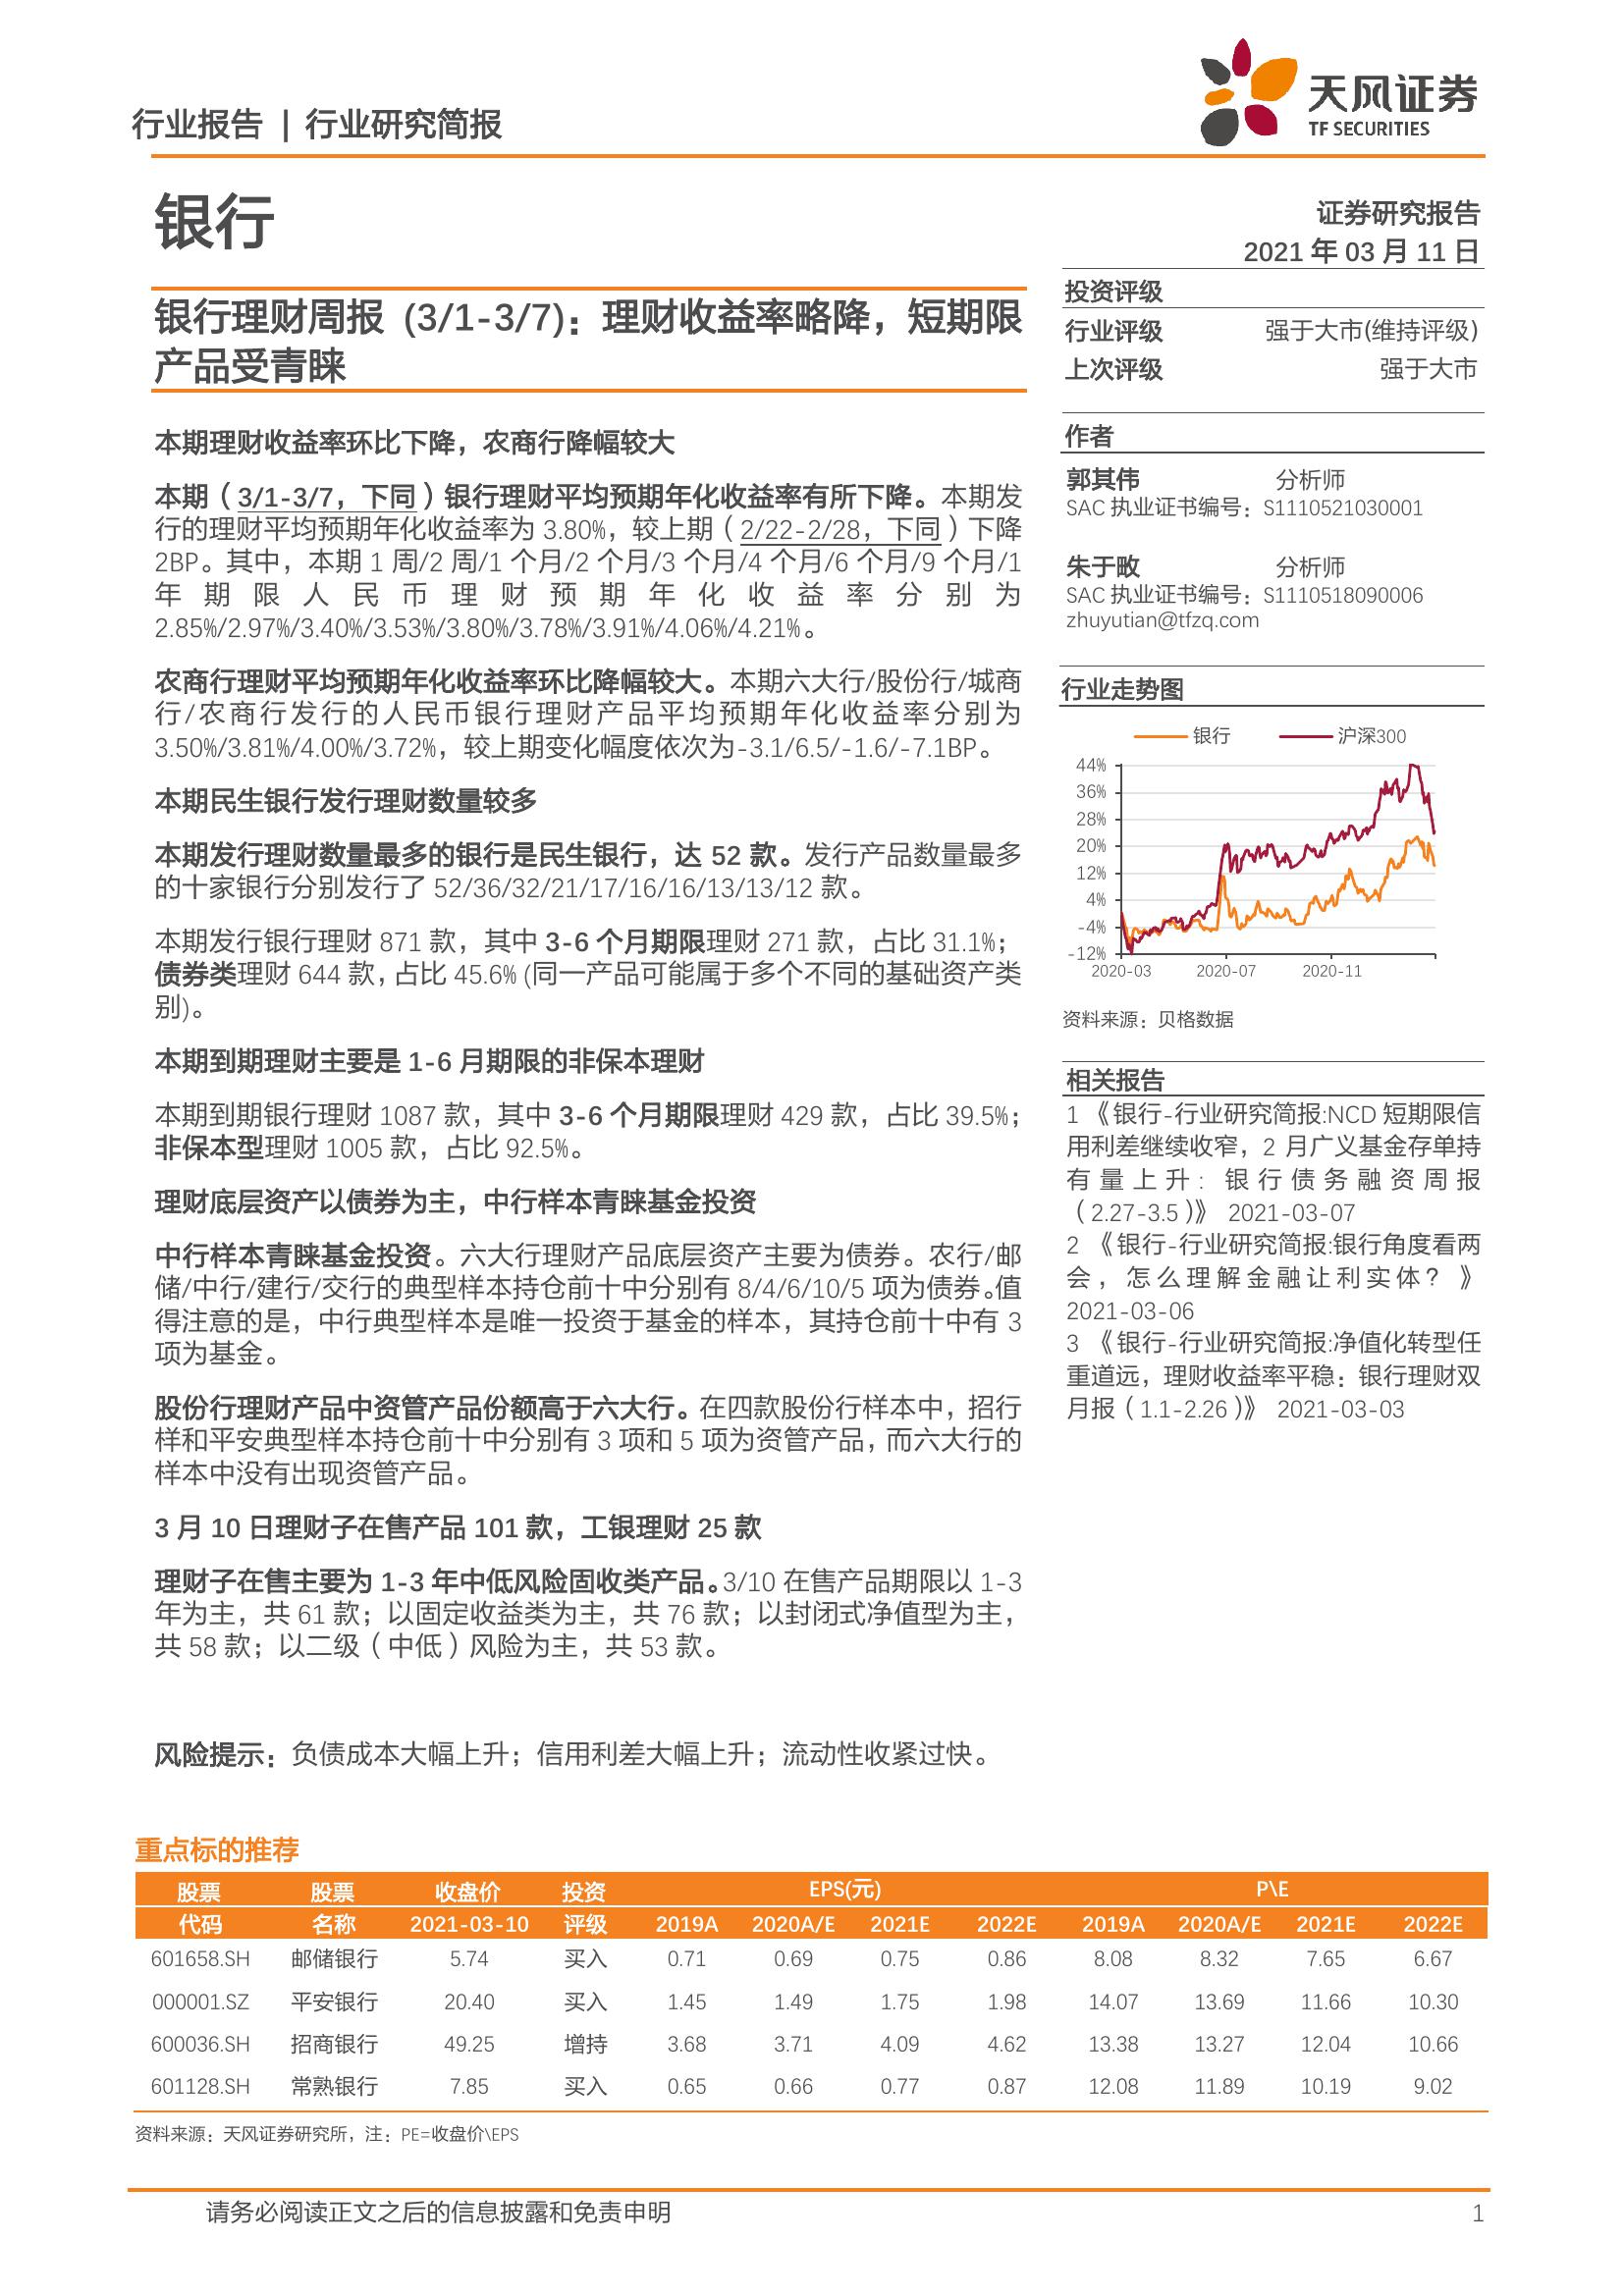 行业报告 | 行业研究简报
天风证券
TF SECURITIES
银行
证券研究报告
2021 年 03 月 11 日
银行理财周报 (3/1-3/7)：理财收益率略降，短期限
产品受青睐
本期理财收益率环比下降，农商行降幅较大
本期（3/1-3/7，下同）银行理财平均预期年化收益率有所下降。本期发
行的理财平均预期年化收益率为 3.80%，较上期（2/22-2/28，下同）下降
2BP。其中，本期 1 周/2 周/1 个月/2 个月/3 个月/4 个月/6 个月/9 个月/1
年期限人民币理财预期年化收益率分别为
2.85%/2.97%/3.40%/3.53%/3.80%/3.78%/3.91%/4.06%/4.21%。
农商行理财平均预期年化收益率环比降幅较大。本期六大行/股份行/城商
行/农商行发行的人民币银行理财产品平均预期年化收益率分别为
3.50%/3.81%/4.00%/3.72%，较上期变化幅度依次为-3.1/6.5/-1.6/-7.1BP。
本期民生银行发行理财数量较多
本期发行理财数量最多的银行是民生银行，达 52 款。发行产品数量最多
的十家银行分别发行了 52/36/32/21/17/16/16/13/13/12 款。
本期发行银行理财 871 款，其中 3-6 个月期限理财 271 款，占比 31.1%；
债券类理财 644 款，占比 45.6% (同一产品可能属于多个不同的基础资产类
别)。
本期到期理财主要是 1-6 月期限的非保本理财
本期到期银行理财 1087 款，其中 3-6 个月期限理财 429 款，占比 39.5%；
非保本型理财 1005 款，占比 92.5%。
理财底层资产以债券为主，中行样本青睐基金投资
中行样本青睐基金投资。六大行理财产品底层资产主要为债券。农行/邮
储/中行/建行/交行的典型样本持仓前十中分别有 8/4/6/10/5 项为债券。值
得注意的是，中行典型样本是唯一投资于基金的样本，其持仓前十中有 3
项为基金。
股份行理财产品中资管产品份额高于六大行。在四款股份行样本中，招行
样和平安典型样本持仓前十中分别有 3 项和 5 项为资管产品，而六大行的
样本中没有出现资管产品。
3 月 10 日理财子在售产品 101 款，工银理财 25 款
理财子在售主要为 1-3 年中低风险固收类产品。3/10 在售产品期限以 1-3
年为主，共 61 款；以固定收益类为主，共 76 款；以封闭式净值型为主，
共 58 款；以二级（中低）风险为主，共 53 款。
风险提示：负债成本大幅上升；信用利差大幅上升；流动性收紧过快。
投资评级
行业评级 强于大市(维持评级)
上次评级 强于大市
作者
郭其伟 分析师
SAC 执业证书编号：S1110521030001
朱于畋 分析师
SAC 执业证书编号：S1110518090006
zhuyutian@tfzq.com
行业走势图
银行 沪深300
44%
36%
28%
20%
12%
4%
-4%
-12%
2020-03 2020-07 2020-11
资料来源：贝格数据
相关报告
1 《银行-行业研究简报:NCD 短期限信
用利差继续收窄，2 月广义基金存单持
有量上升：银行债务融资周报
（2.27-3.5）》 2021-03-07
2 《银行-行业研究简报:银行角度看两
会，怎么理解金融让利实体？》
2021-03-06
3 《银行-行业研究简报:净值化转型任
重道远，理财收益率平稳：银行理财双
月报（1.1-2.26）》 2021-03-03
重点标的推荐
股票 股票 收盘价 投资 EPS(元) P\E
代码 名称 2021-03-10 评级 2019A 2020A/E 2021E 2022E 2019A 2020A/E 2021E 2022E
601658.SH 邮储银行 5.74 买入 0.71 0.69 0.75 0.86 8.08 8.32 7.65 6.67
000001.SZ 平安银行 20.40 买入 1.45 1.49 1.75 1.98 14.07 13.69 11.66 10.30
600036.SH 招商银行 49.25 增持 3.68 3.71 4.09 4.62 13.38 13.27 12.04 10.66
601128.SH 常熟银行 7.85 买入 0.65 0.66 0.77 0.87 12.08 11.89 10.19 9.02
资料来源：天风证券研究所，注：PE=收盘价\EPS
请务必阅读正文之后的信息披露和免责申明 1